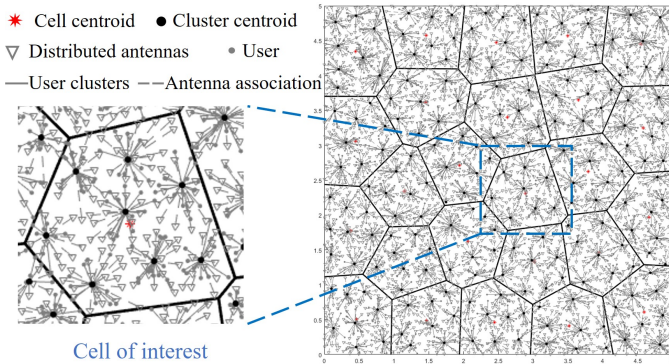 Cell centroid Cluster centroid
Distributed antennas User
User clusters Antenna association
Cell of interest
5
4.5
4
3.5
3
2.5
2
1.5
1
0.5
0
0 0.5 1 1.5 2 2.5 3 3.5 4 4.5